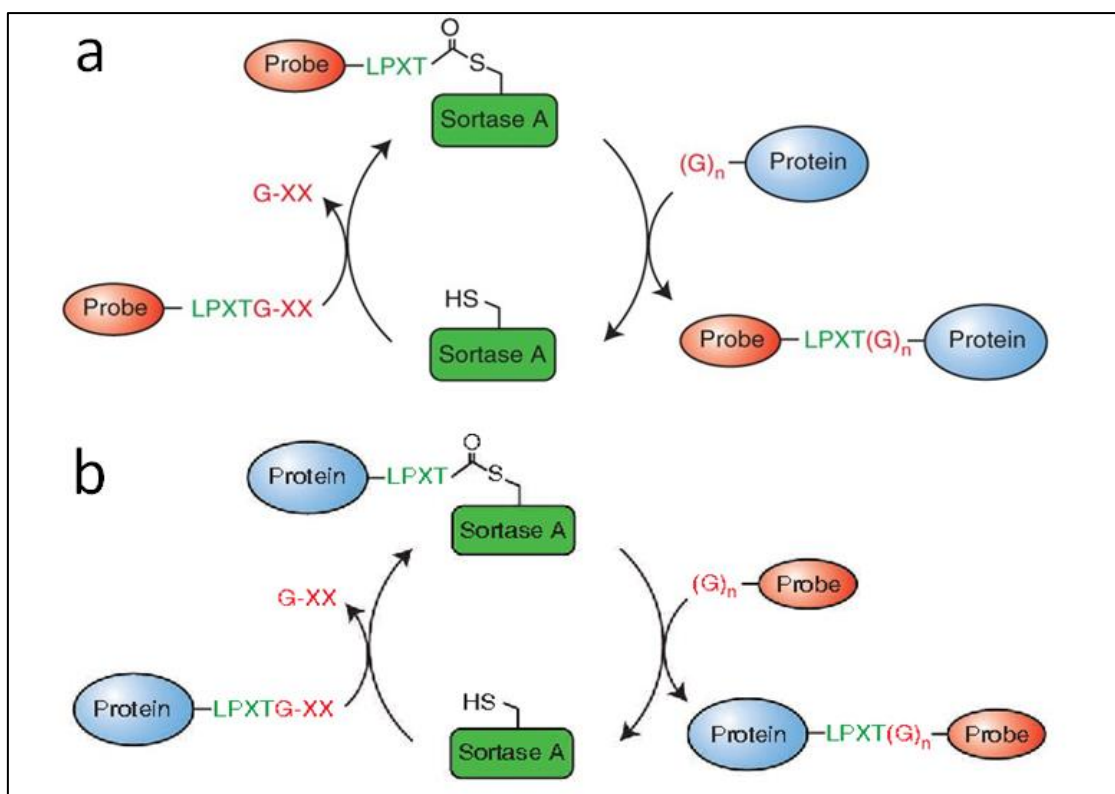 a
Probe
LPXT
O
S
Sortase A
(G)n
Protein
G-XX
Probe
LPXTG-XX
HS
Sortase A
Probe
LPXT(G)n
Protein
b
Protein
LPXT
O
S
Sortase A
(G)n
Probe
G-XX
Protein
LPXTG-XX
HS
Sortase A
Protein
LPXT(G)n
Probe